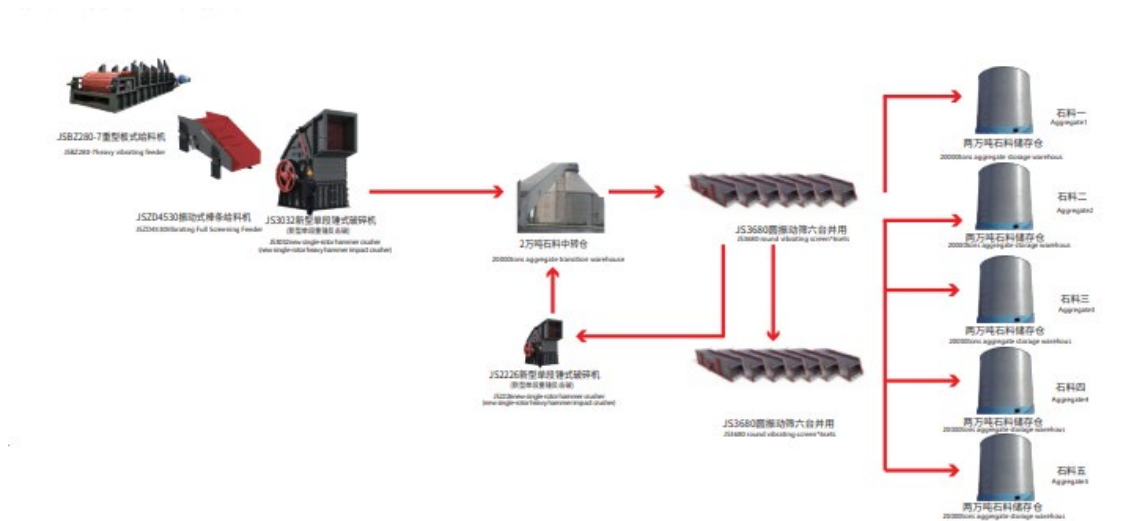 JSBZ280-7重型板式给料机
JSBZ280-7heavy vibrating feeder
JSZD4530振动式棒条给料机
JSZD4530Vibrating Full Screening Feeder
JS3032新型单段锤式破碎机
(新型单段重锤反击破)
JS3032new single-rotor hammer crusher
(new single-rotor heavy hammer impact crusher)
2万吨石料中转仓
20000tons aggregate transition warehouse
JS2226新型单段锤式破碎机
(新型单段重锤反击破)
JS2226new single-rotor hammer crusher
(new single-rotor heavy hammer impact crusher)
JS3680圆振动筛六台并用
JS3680 round vibrating screen*6sets
JS3680圆振动筛六台并用
JS3680 round vibrating screen*6sets
石料一
Aggregate1
两万吨石料储存仓
20000tons aggregate storage warehous
石料二
Aggregate2
两万吨石料储存仓
20000tons aggregate storage warehous
石料三
Aggregate3
两万吨石料储存仓
20000tons aggregate storage warehous
石料四
Aggregate4
两万吨石料储存仓
20000tons aggregate storage warehous
石料五
Aggregate5
两万吨石料储存仓
20000tons aggregate storage warehous